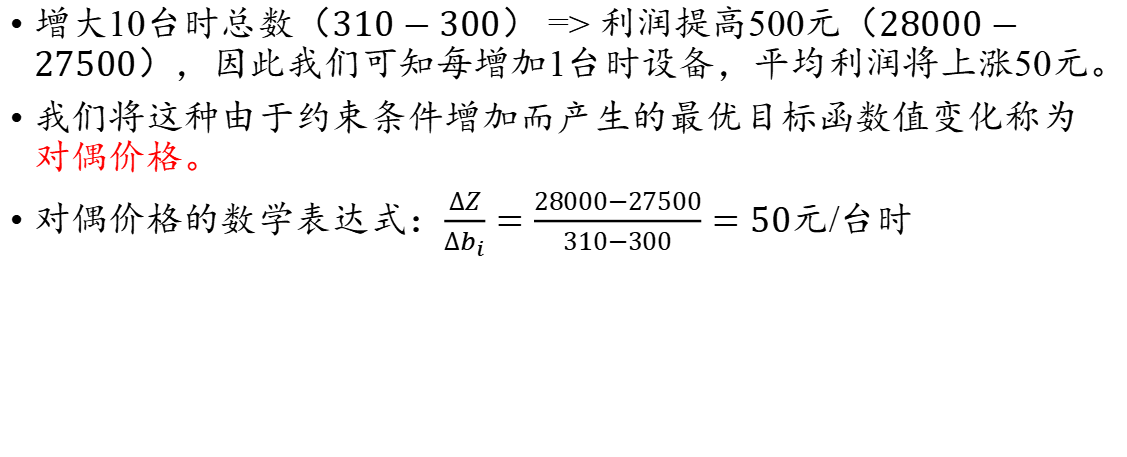 • 增大10台时总数（310 − 300） => 利润提高500元（28000 −
27500），因此我们可知每增加1台时设备，平均利润将上涨50元。
• 我们将这种由于约束条件增加而产生的最优目标函数值变化称为
对偶价格。
• 对偶价格的数学表达式：ΔZ/Δbᵢ = 28000−27500/310−300 = 50元/台时